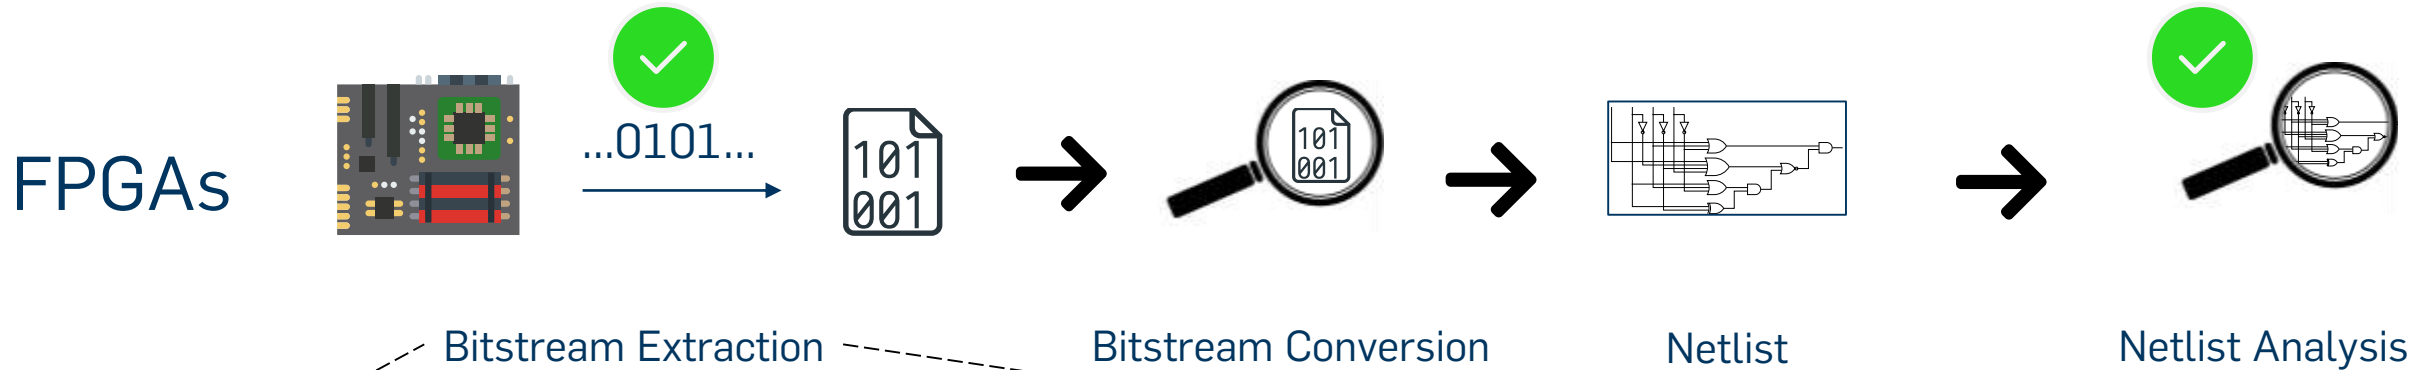 FPGAs
...0101...
101
001
101
001
Bitstream Extraction
Bitstream Conversion
Netlist
Netlist Analysis